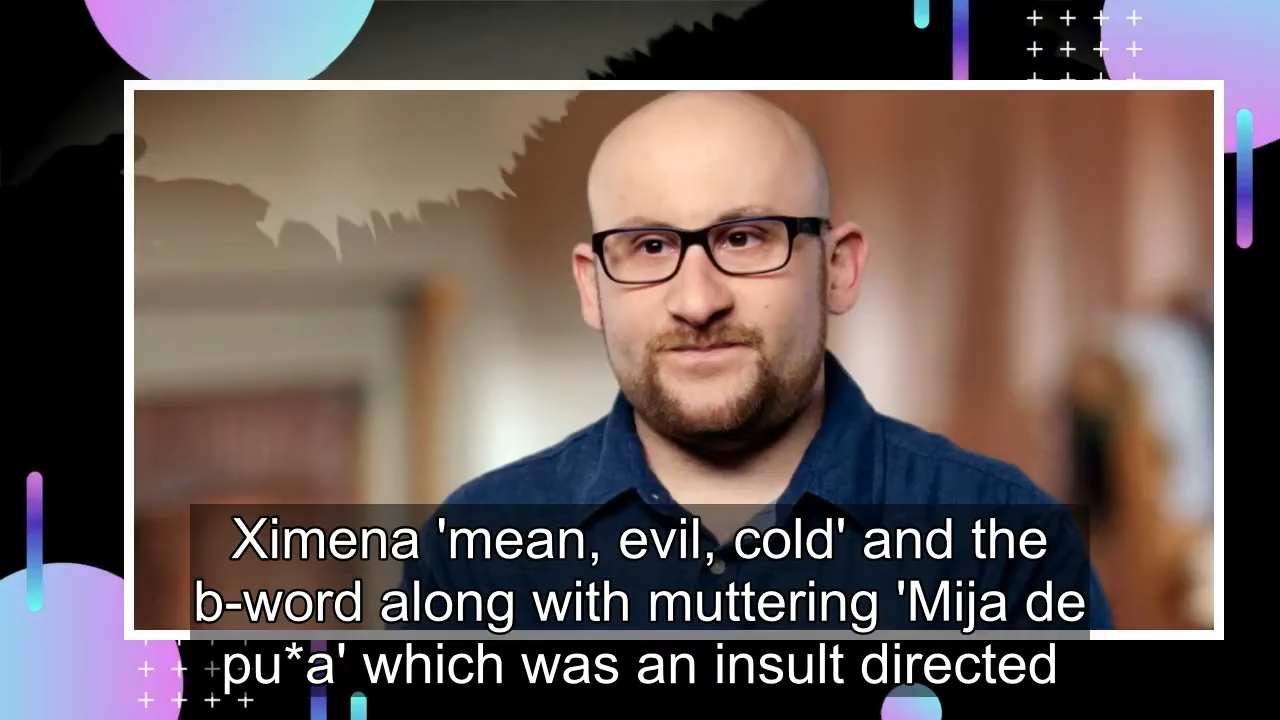 Ximena 'mean, evil, cold' and the
b-word along with muttering 'Mija de
pu*a' which was an insult directed